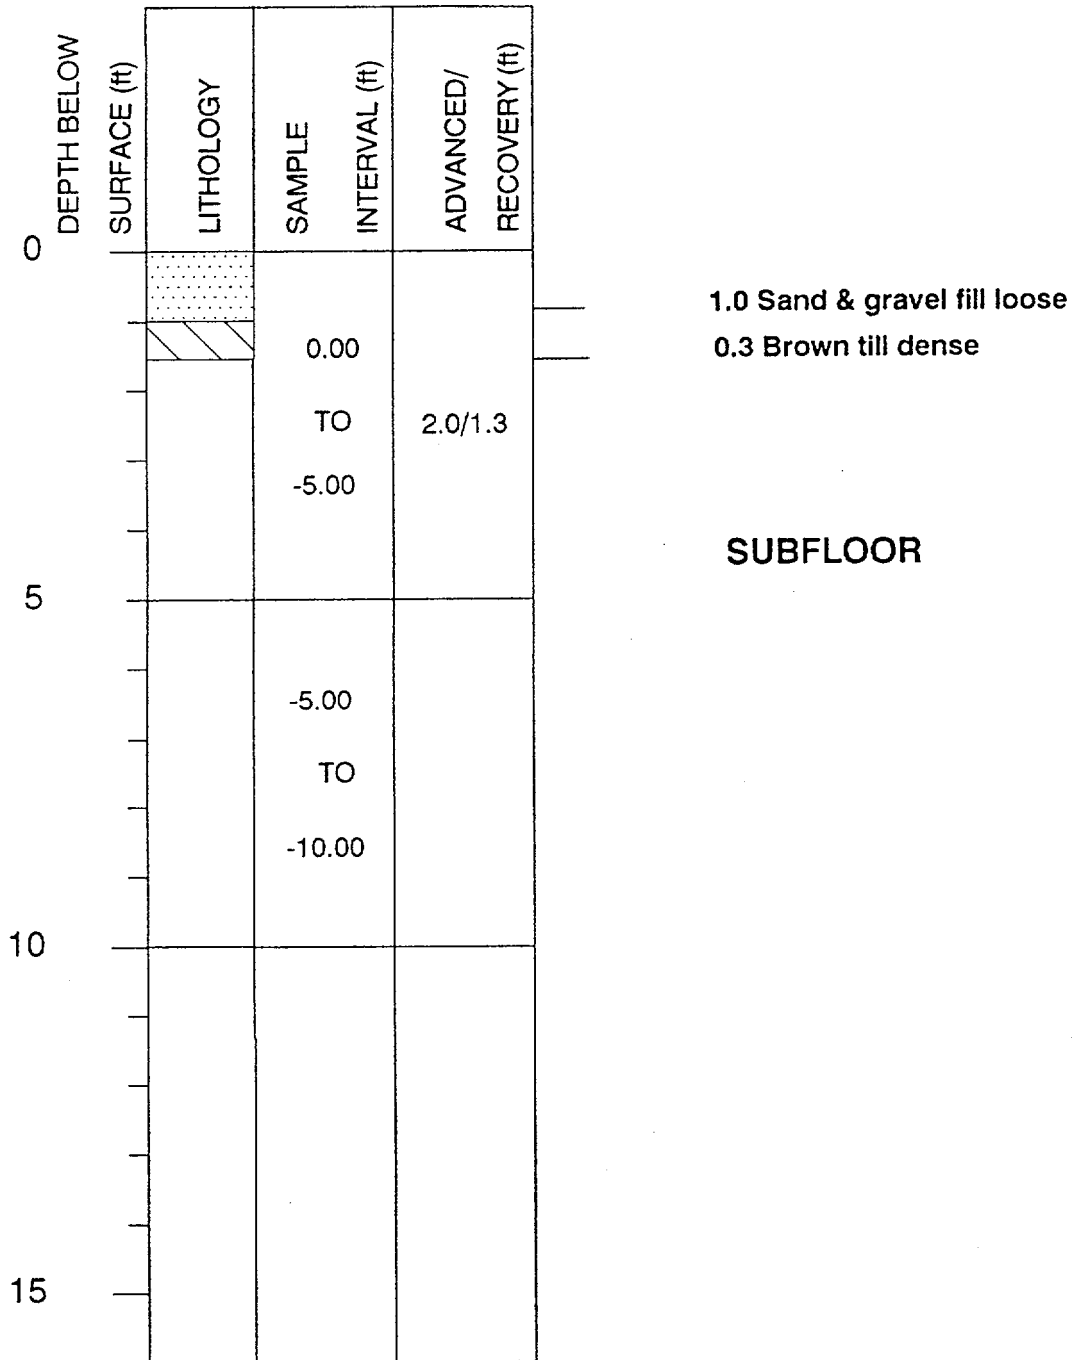 DEPTH BELOW
SURFACE (ft)
LITHOLOGY
SAMPLE
INTERVAL (ft)
ADVANCED/
RECOVERY (ft)
0
1.0 Sand & gravel fill loose
0.3 Brown till dense
0.00
TO
-5.00
2.0/1.3
SUBFLOOR
5
-5.00
TO
-10.00
10
15